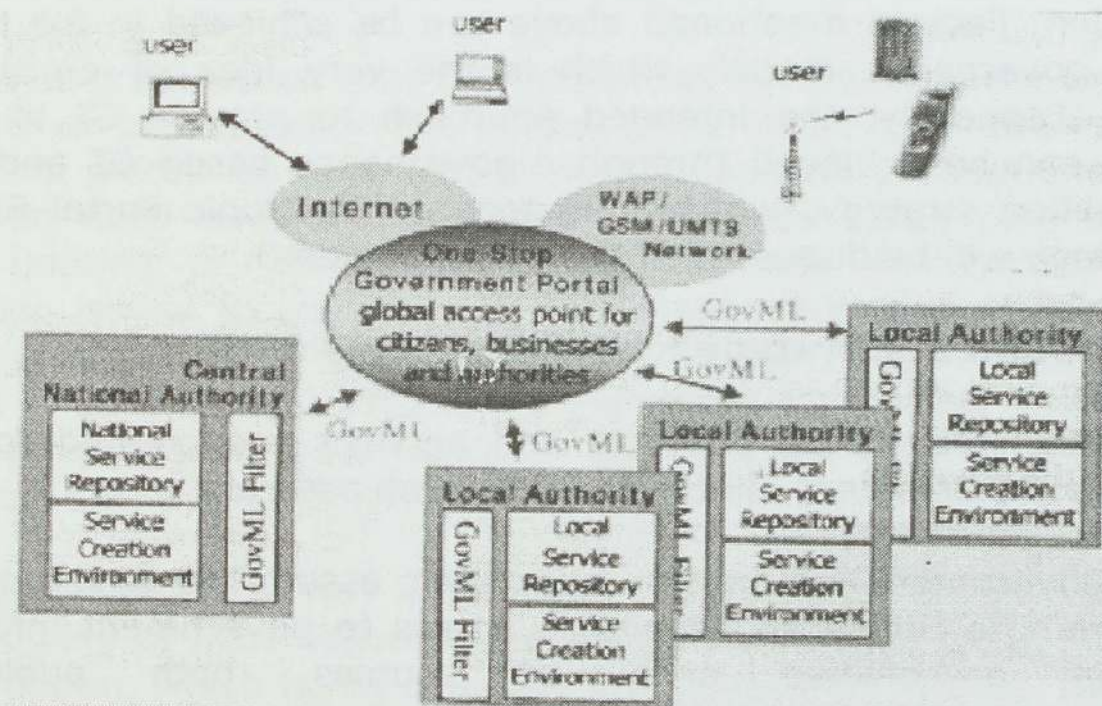 user
user
user
Internet
WAP/
GSM/UMTS
Network
One Stop
Government Portal
global access point for
citizens, businesses
and authorities
GovML
GovML
GovML
GovML
Central
National Authority
National
Service
Repository
Service
Creation
Environment
GovML Filter
Local Authority
GovML Filter
Local
Service
Repository
Service
Creation
Environment
Local Authority
GovML Filter
Local
Service
Repository
Service
Creation
Environment
Local Authority
Local
Service
Repository
Service
Creation
Environment